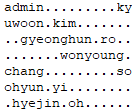 admin.........ky
uwoon.kim.......
..gyeonghun.ro..
.......wonyoung.
chang.........so
ohyun.yi........
.hyejin.oh......